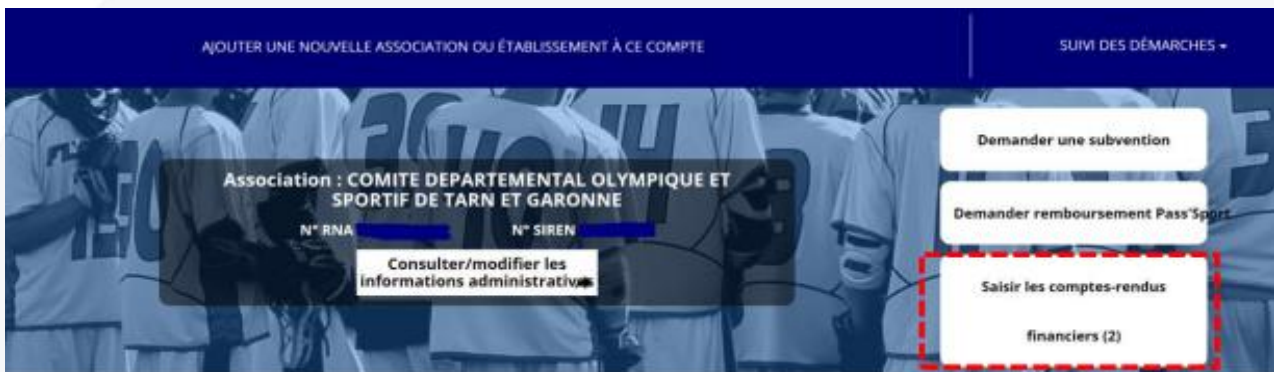 AJOUTER UNE NOUVELLE ASSOCIATION OU ÉTABLISSEMENT À CE COMPTE
SUIVI DES DÉMARCHES
Demander une subvention
Association : COMITE DEPARTEMENTAL OLYMPIQUE ET
SPORTIF DE TARN ET GARONNE
N° RNA N° SIREN
Consulter/modifier les
informations administratives
Demander remboursement Pass'Sport
Saisir les comptes-rendus
financiers (2)